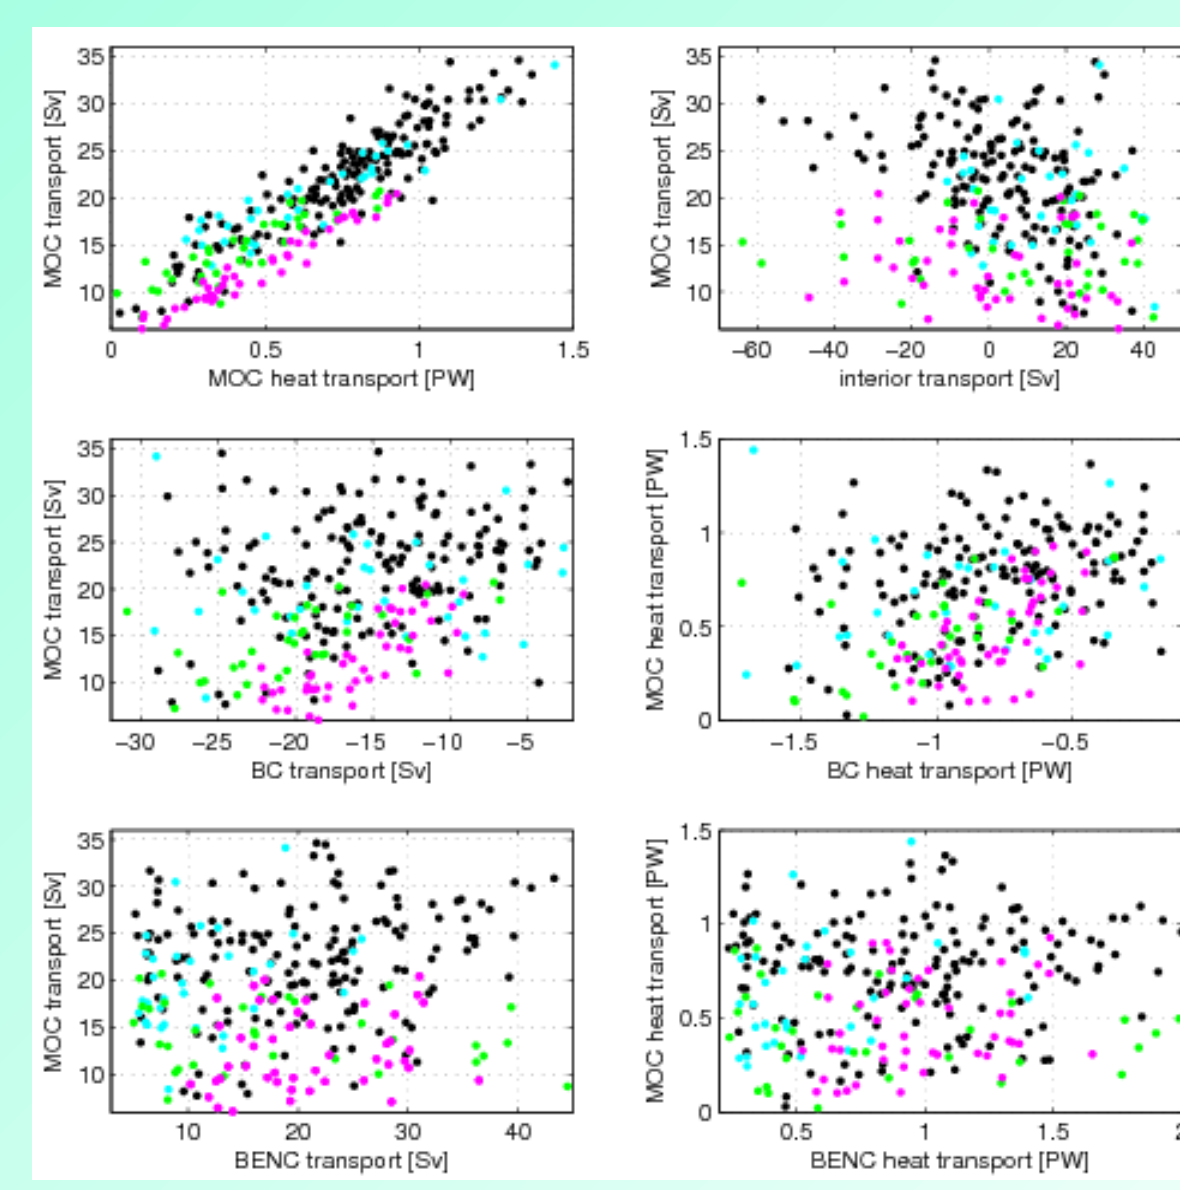 35
30
25
20
15
10
MOC transport [Sv]
0 0.5 1 1.5
MOC heat transport [PW]
35
30
25
20
15
10
MOC transport [Sv]
−60 −40 −20 0 20 40
interior transport [Sv]
35
30
25
20
15
10
MOC transport [Sv]
−30 −25 −20 −15 −10 −5
BC transport [Sv]
1.5
1
0.5
0
MOC heat transport [PW]
−1.5 −1 −0.5
BC heat transport [PW]
35
30
25
20
15
10
MOC transport [Sv]
10 20 30 40
BENC transport [Sv]
1.5
1
0.5
0
MOC heat transport [PW]
0.5 1 1.5 2
BENC heat transport [PW]